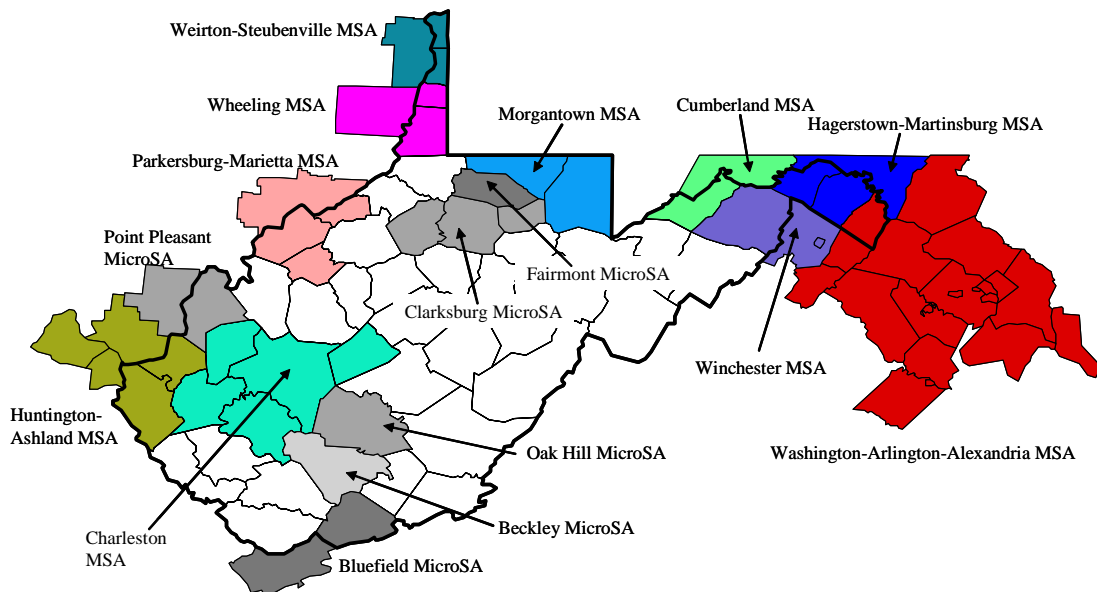 Weirton-Steubenville MSA
Wheeling MSA
Morgantown MSA
Cumberland MSA
Hagerstown-Martinsburg MSA
Parkersburg-Marietta MSA
Point Pleasant
MicroSA
Fairmont MicroSA
Clarksburg MicroSA
Winchester MSA
Huntington-
Ashland MSA
Oak Hill MicroSA
Washington-Arlington-Alexandria MSA
Beckley MicroSA
Charleston
MSA
Bluefield MicroSA